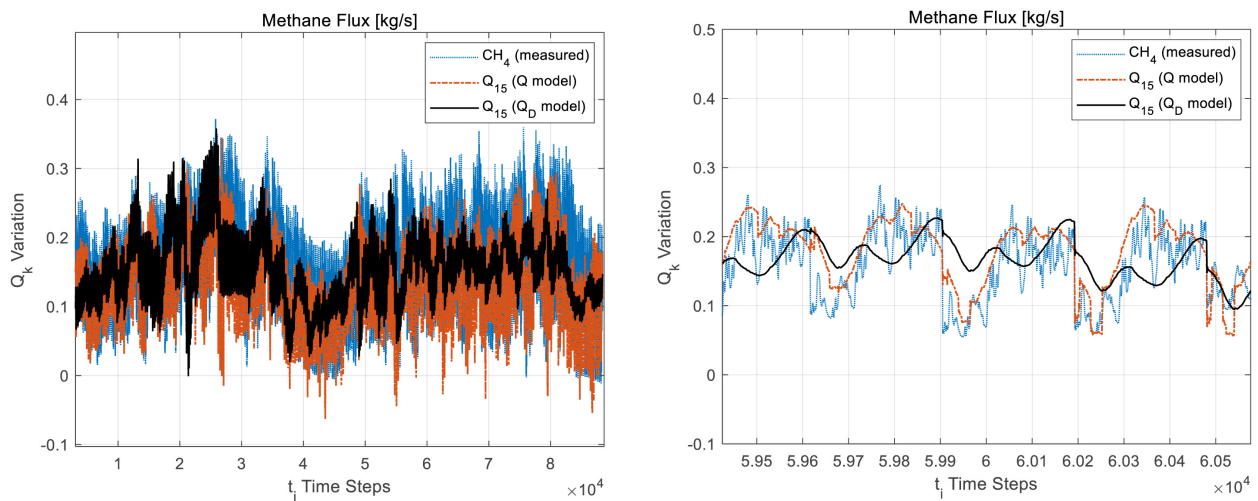 Methane Flux [kg/s]
CH4 (measured)
Q15 (Q model)
Q15 (QD model)
Qk Variation
0.4
0.3
0.2
0.1
0
-0.1
1 2 3 4 5 6 7 8
×10^4
ti Time Steps
Methane Flux [kg/s]
CH4 (measured)
Q15 (Q model)
Q15 (QD model)
Qk Variation
0.5
0.4
0.3
0.2
0.1
0
-0.1
5.95 5.96 5.97 5.98 5.99 6 6.01 6.02 6.03 6.04 6.05
×10^4
ti Time Steps